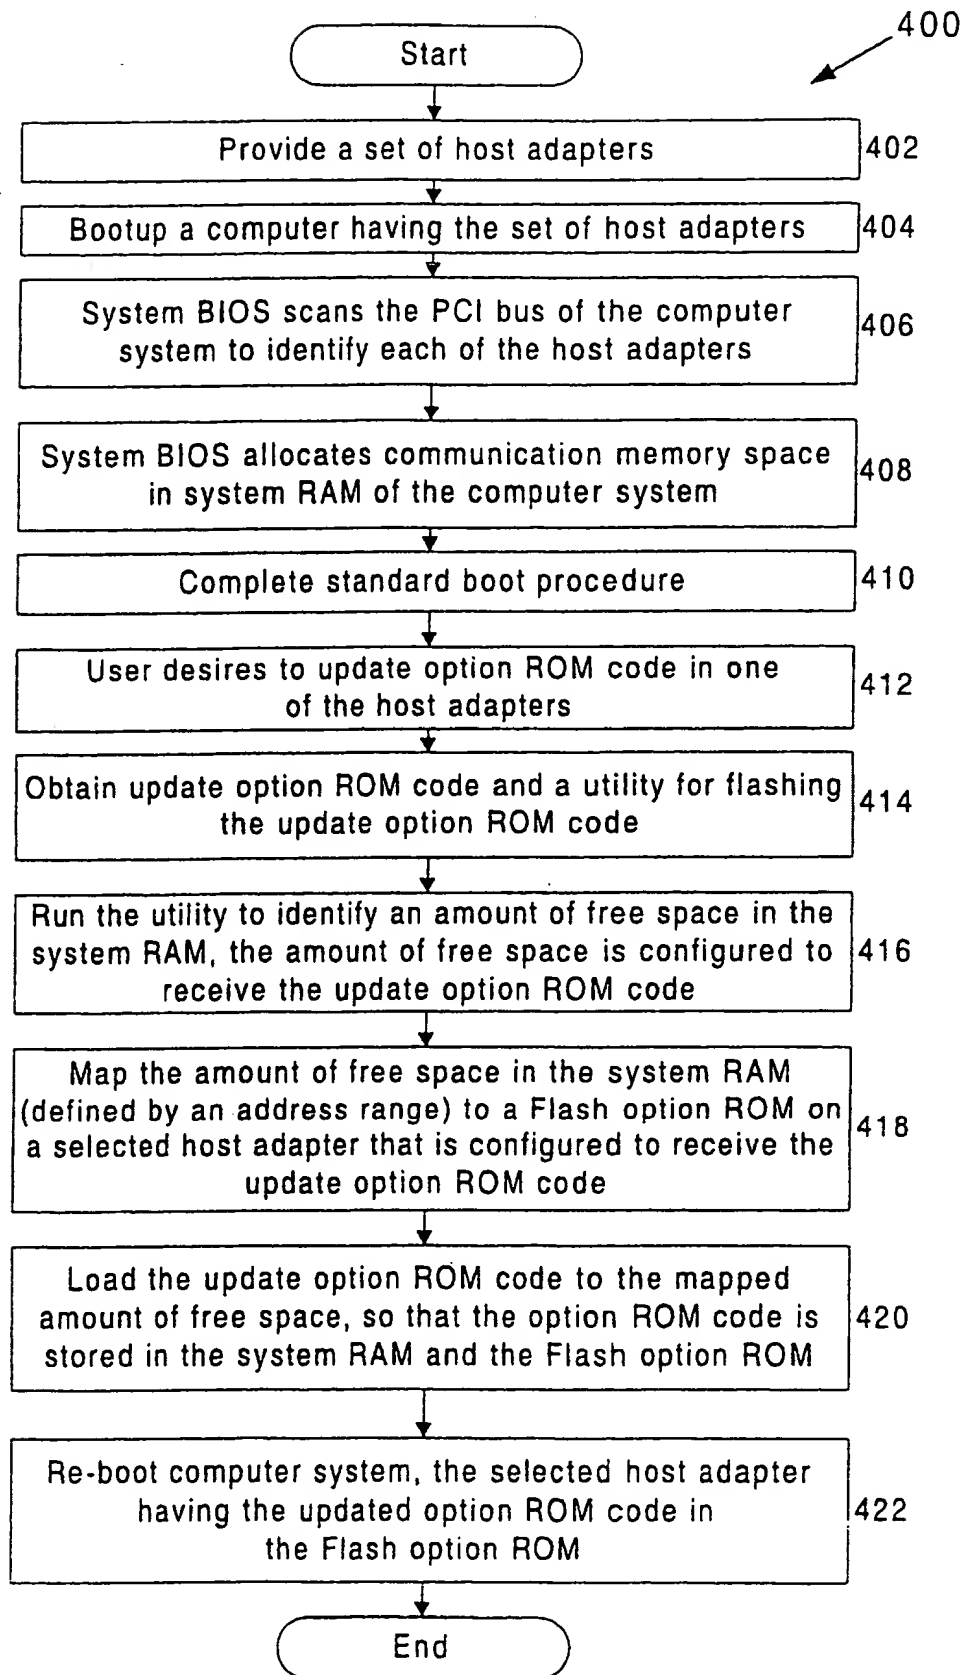 400
Start
Provide a set of host adapters
402
Bootup a computer having the set of host adapters
404
System BIOS scans the PCI bus of the computer
system to identify each of the host adapters
406
System BIOS allocates communication memory space
in system RAM of the computer system
408
Complete standard boot procedure
410
User desires to update option ROM code in one
of the host adapters
412
Obtain update option ROM code and a utility for flashing
the update option ROM code
414
Run the utility to identify an amount of free space in the
system RAM, the amount of free space is configured to
receive the update option ROM code
416
Map the amount of free space in the system RAM
(defined by an address range) to a Flash option ROM on
a selected host adapter that is configured to receive the
update option ROM code
418
Load the update option ROM code to the mapped
amount of free space, so that the option ROM code is
stored in the system RAM and the Flash option ROM
420
Re-boot computer system, the selected host adapter
having the updated option ROM code in
the Flash option ROM
422
End